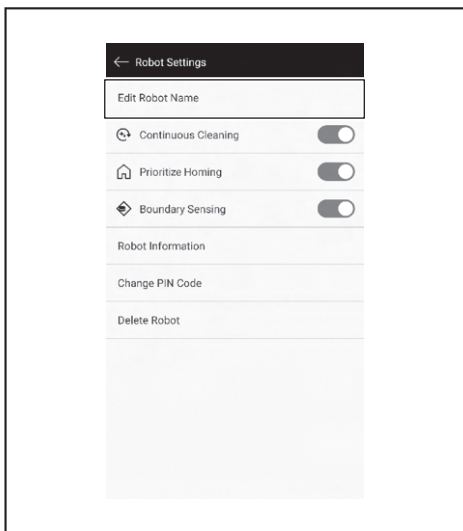 Robot Settings
Edit Robot Name
Continuous Cleaning
Prioritize Homing
Boundary Sensing
Robot Information
Change PIN Code
Delete Robot